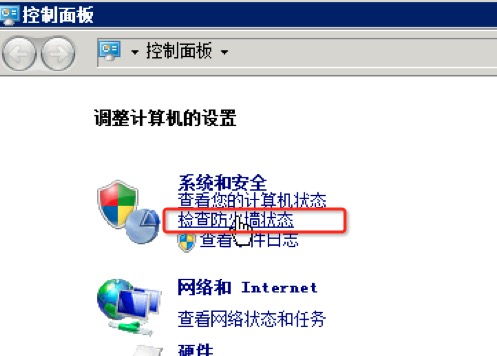 控制面板
控制面板
调整计算机的设置
系统和安全
查看您的计算机状态
检查防火墙状态
查看事件日志
网络和 Internet
查看网络状态和任务
硬件